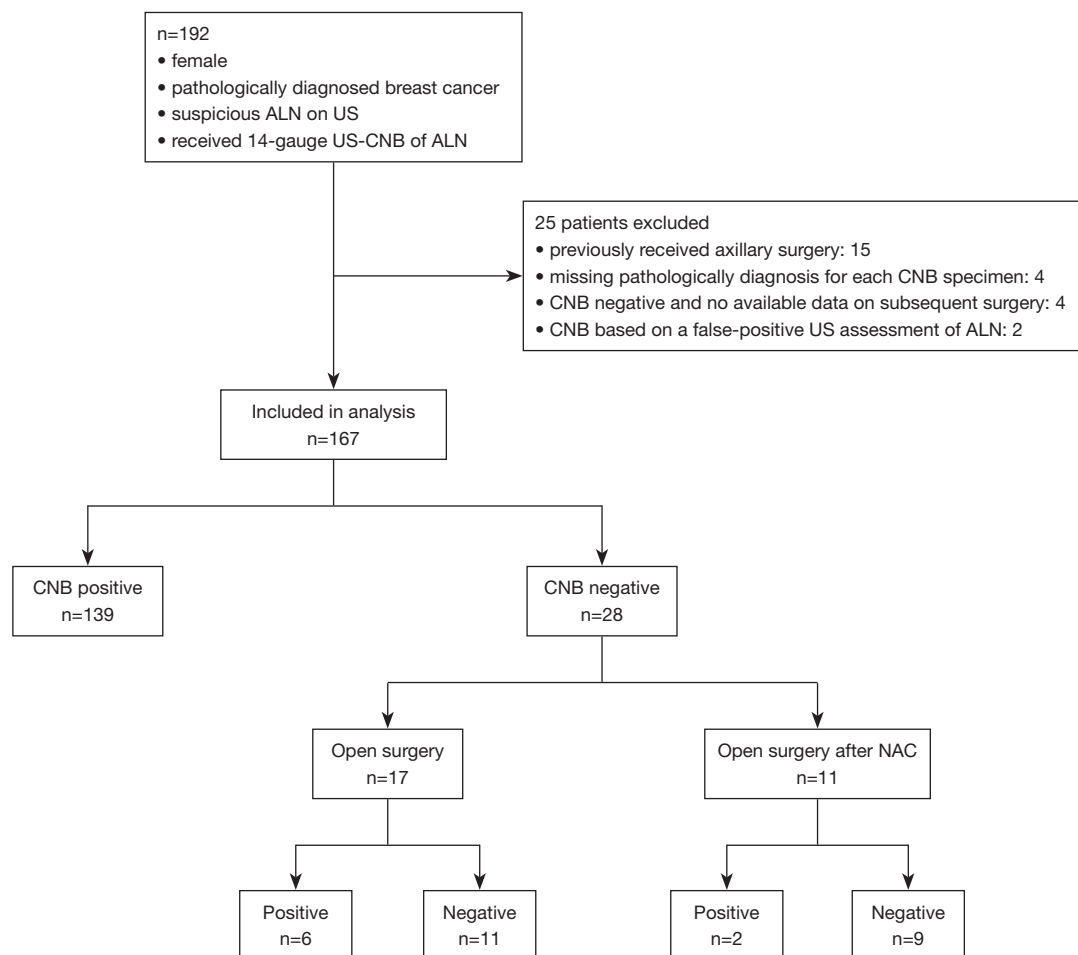 n=192
• female
• pathologically diagnosed breast cancer
• suspicious ALN on US
• received 14-gauge US-CNB of ALN
25 patients excluded
• previously received axillary surgery: 15
• missing pathologically diagnosis for each CNB specimen: 4
• CNB negative and no available data on subsequent surgery: 4
• CNB based on a false-positive US assessment of ALN: 2
Included in analysis
n=167
CNB positive
n=139
CNB negative
n=28
Open surgery
n=17
Open surgery after NAC
n=11
Positive
n=6
Negative
n=11
Positive
n=2
Negative
n=9